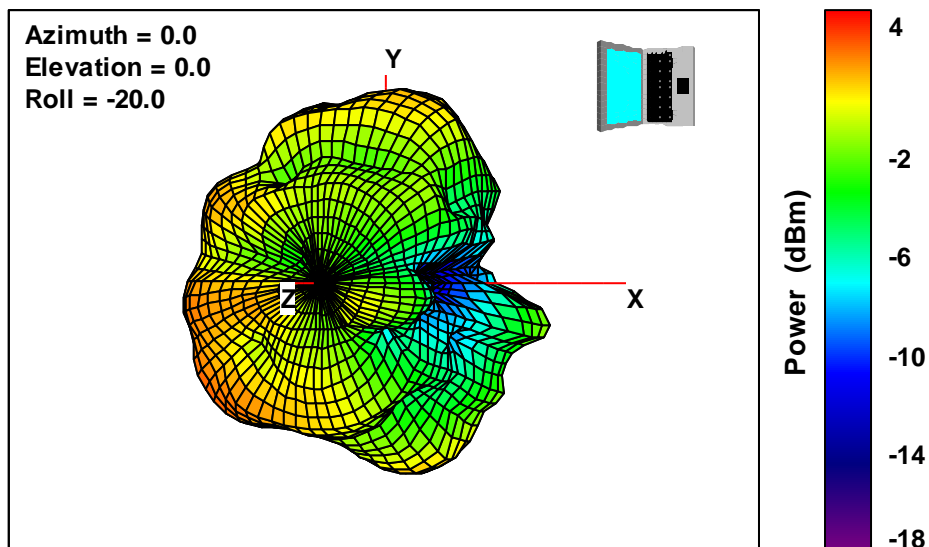 Azimuth = 0.0
Elevation = 0.0
Roll = -20.0
Y
Z
X
Power (dBm)
4
-2
-6
-10
-14
-18